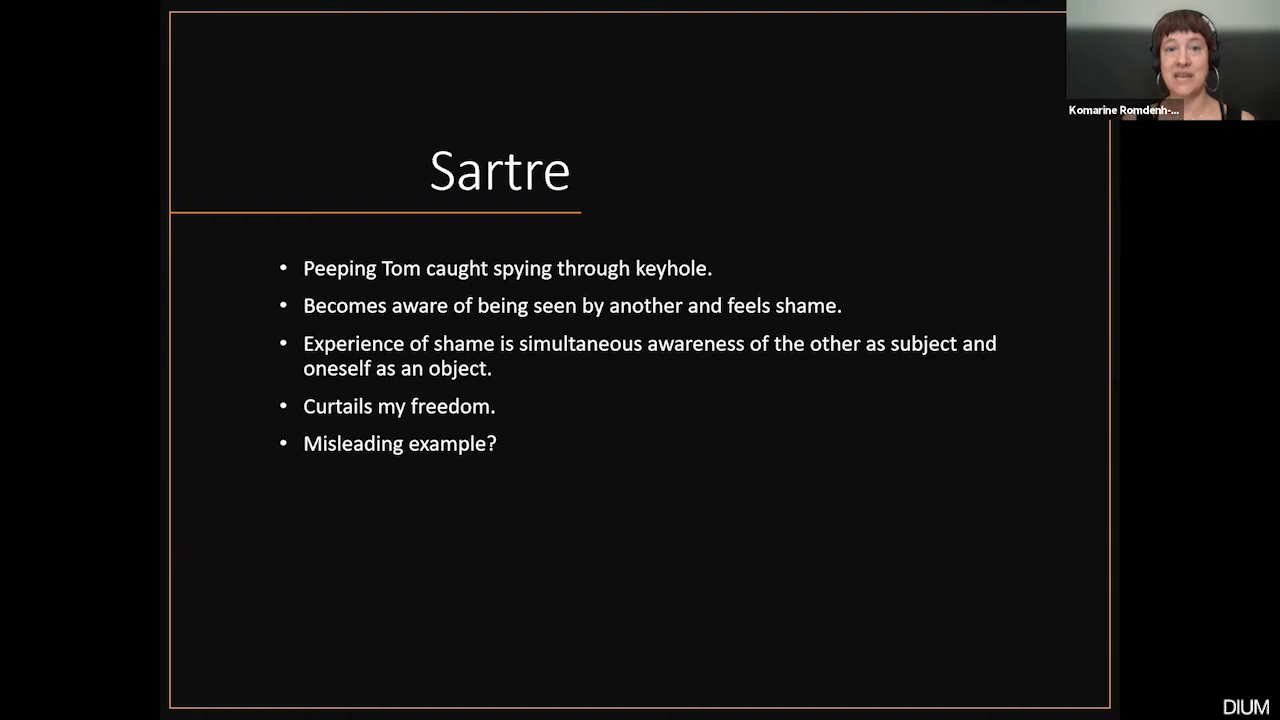 Komarine Romdenh-...
Sartre
• Peeping Tom caught spying through keyhole.
• Becomes aware of being seen by another and feels shame.
• Experience of shame is simultaneous awareness of the other as subject and
oneself as an object.
• Curtails my freedom.
• Misleading example?
DIUM